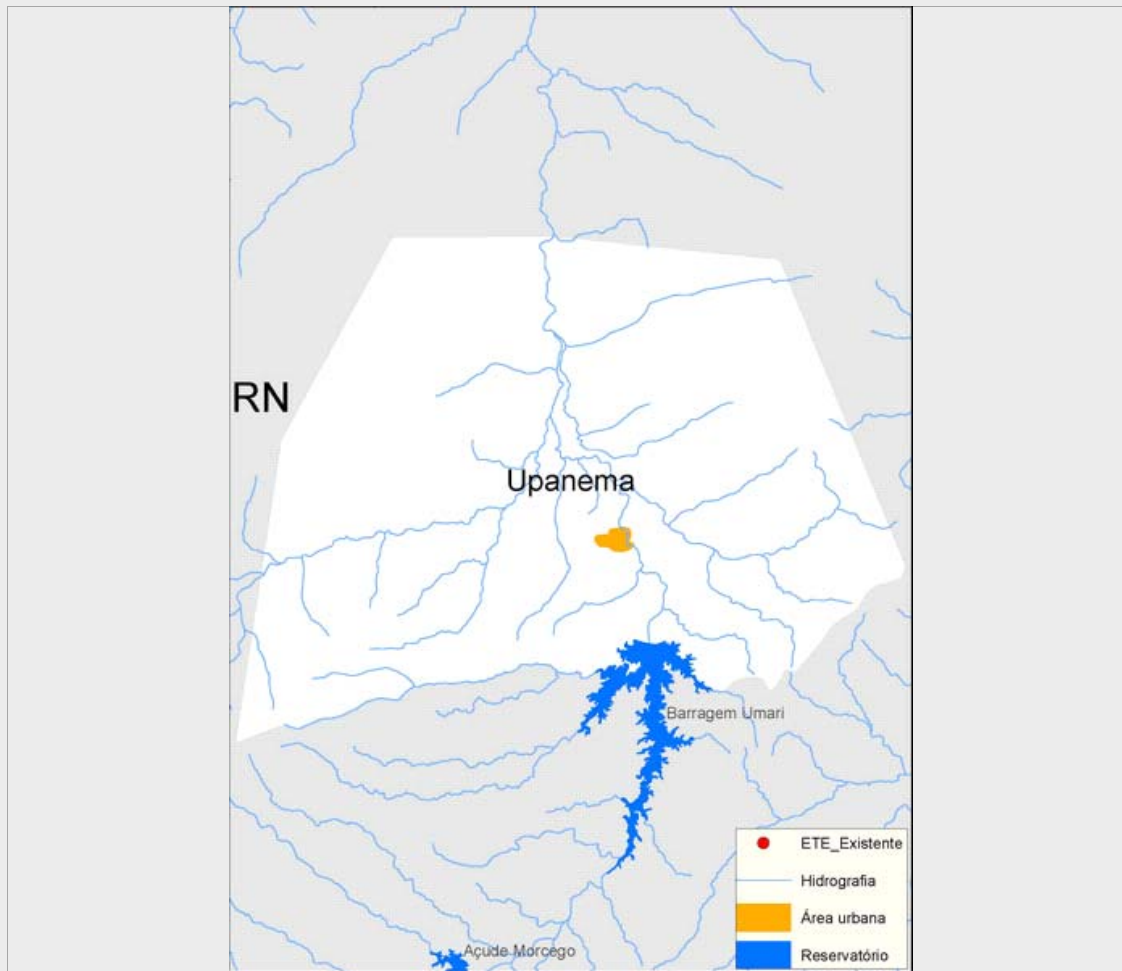 RN
Upanema
Barragem Umari
ETE_Existente
Hidrografia
Área urbana
Reservatório
Açude Morcego